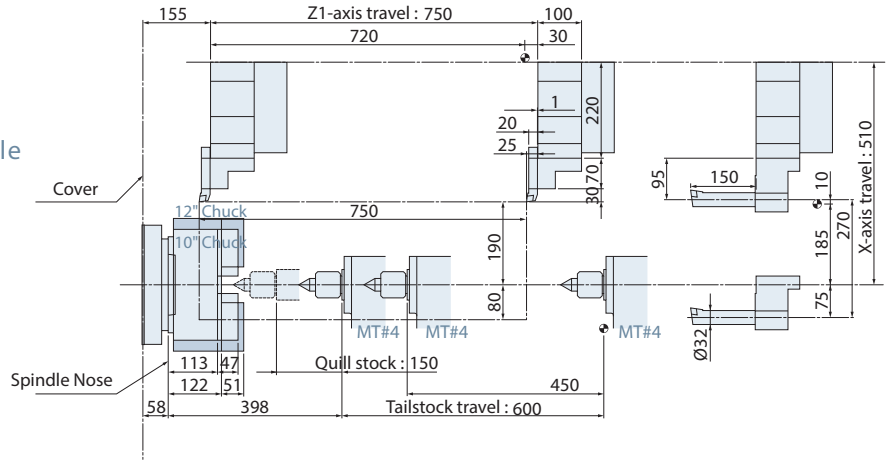 155
Z1-axis travel : 750
100
720
30
1
220
20
25
70
30
le
Cover
12" Chuck
10" Chuck
750
190
80
MT#4
MT#4
MT#4
113
47
Quill stock : 150
122
51
450
Spindle Nose
58
398
Tailstock travel : 600
95
150
10
X-axis travel : 510
270
185
75
Ø32